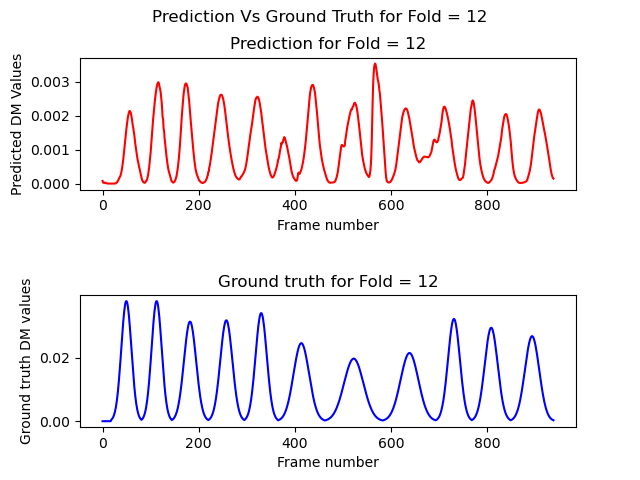 Prediction Vs Ground Truth for Fold = 12
Prediction for Fold = 12
Predicted DM Values
0.003
0.002
0.001
0.000
0 200 400 600 800
Frame number
Ground truth for Fold = 12
Ground truth DM values
0.02
0.00
0 200 400 600 800
Frame number